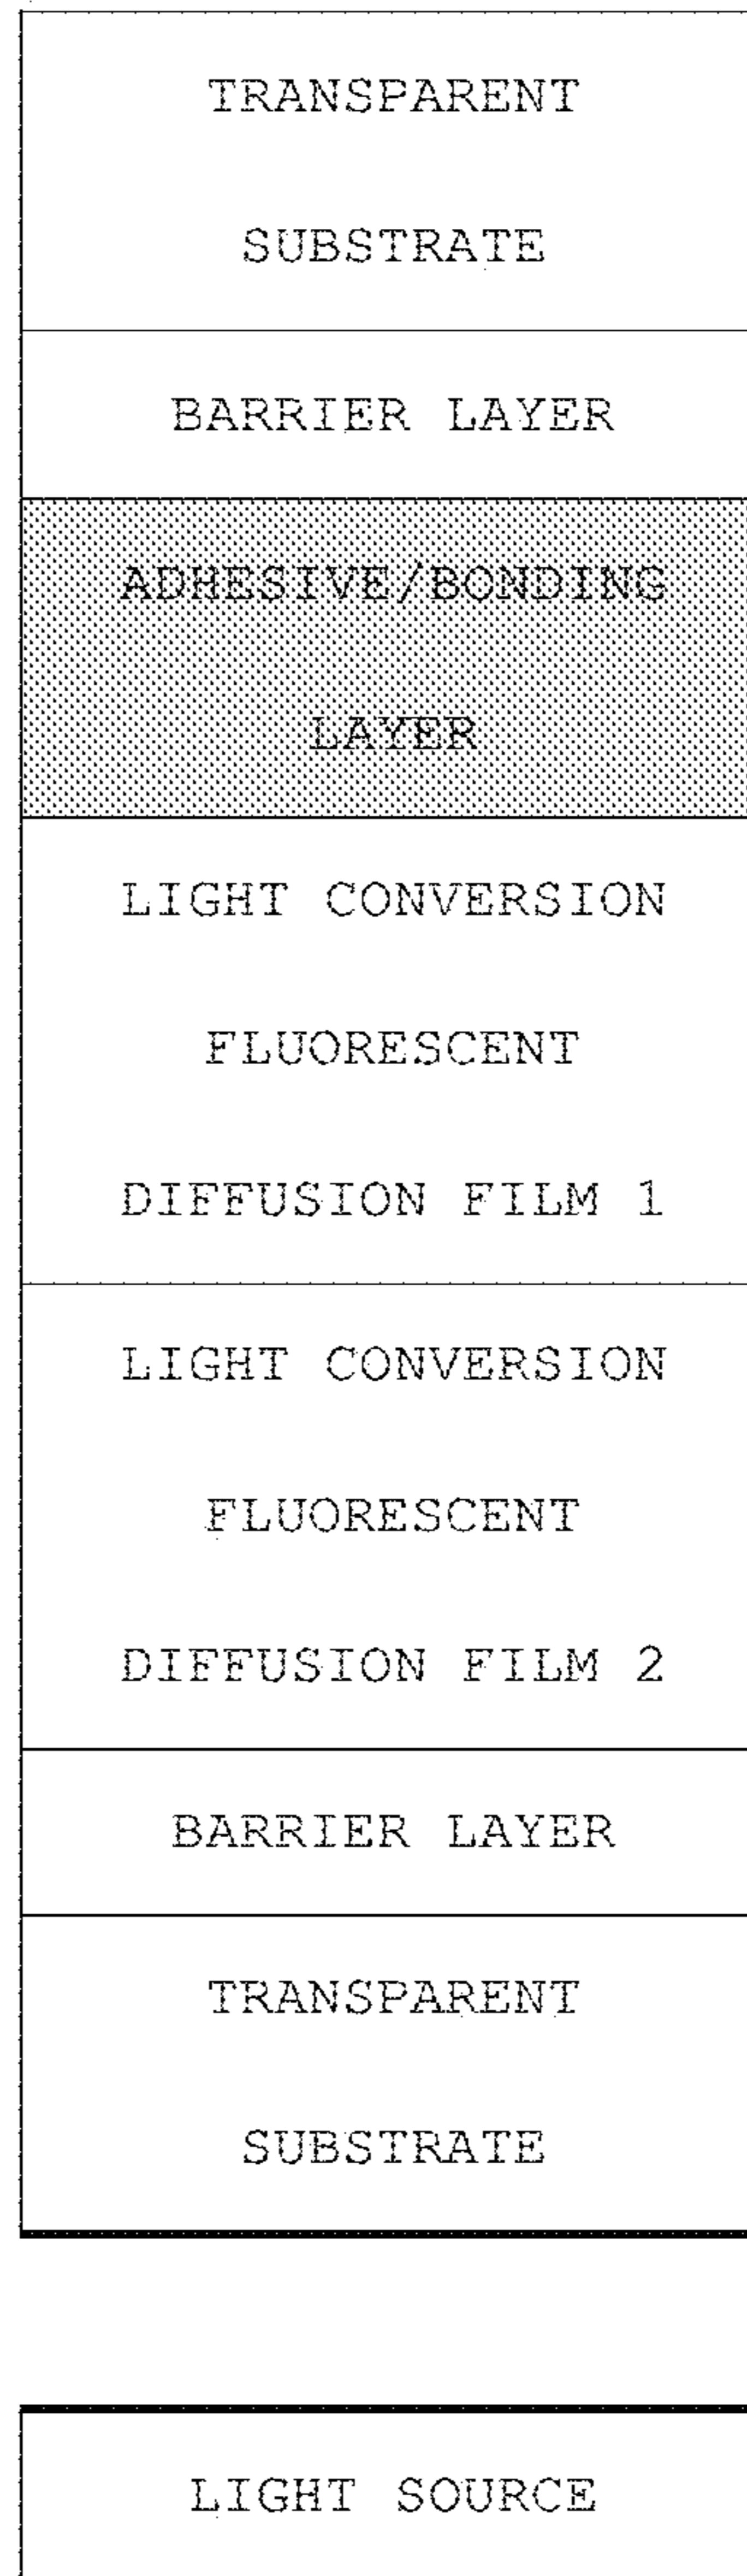 TRANSPARENT
SUBSTRATE
BARRIER LAYER
ADHESIVE/BONDING
LAYER
LIGHT CONVERSION
FLUORESCENT
DIFFUSION FILM 1
LIGHT CONVERSION
FLUORESCENT
DIFFUSION FILM 2
BARRIER LAYER
TRANSPARENT
SUBSTRATE
LIGHT SOURCE